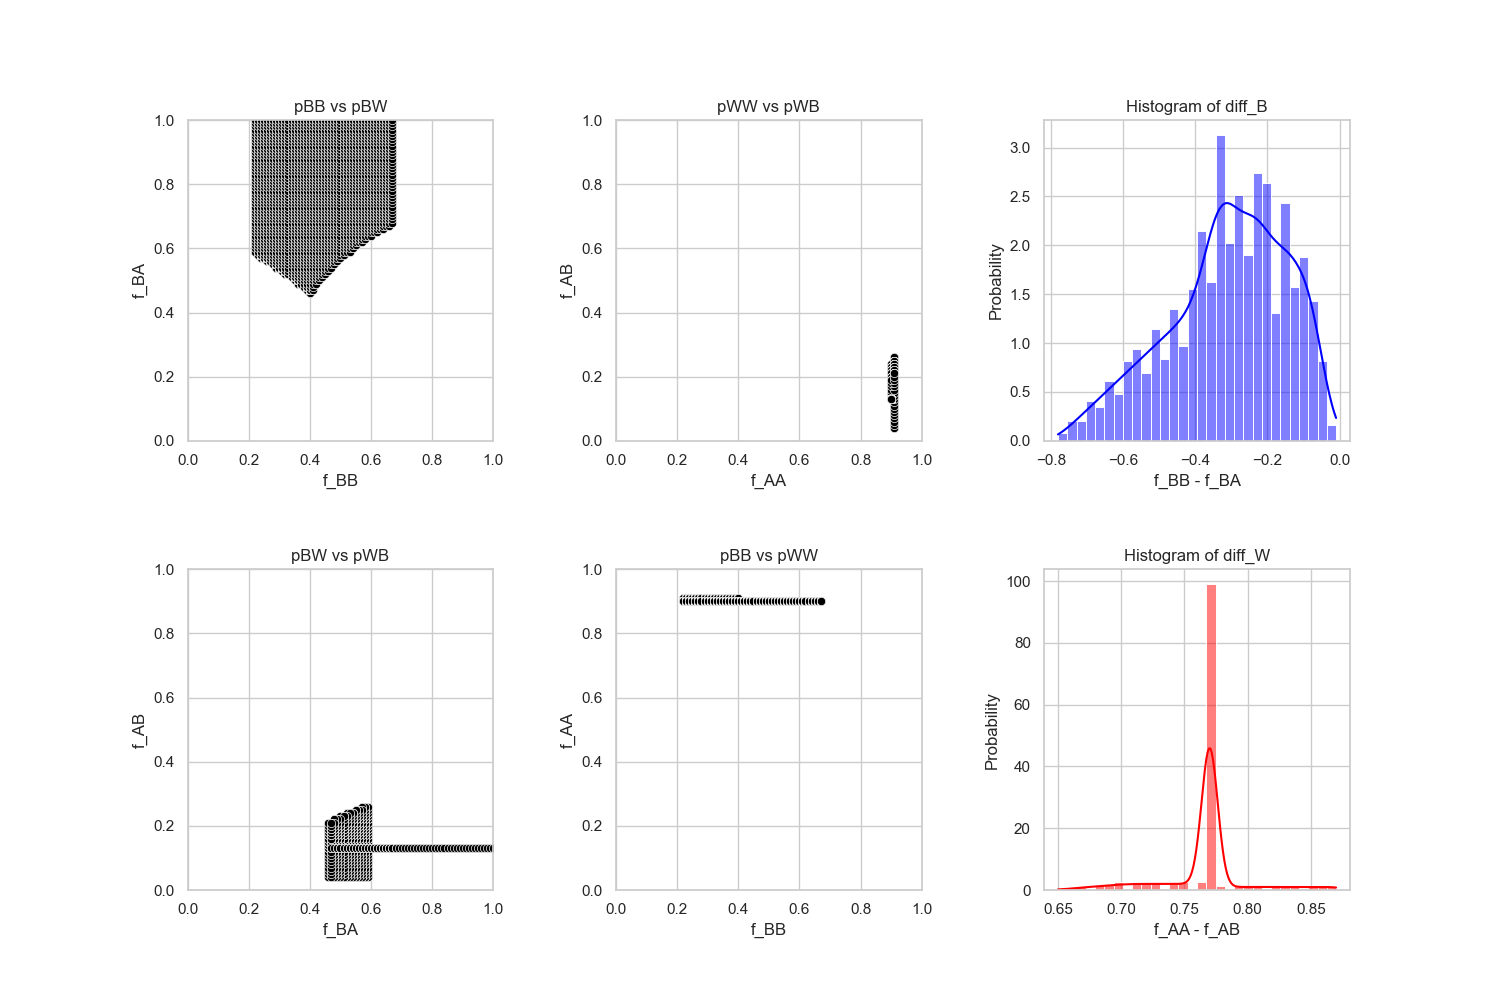 pBB vs pBW
1.0
0.8
0.6
0.4
0.2
0.0
0.0 0.2 0.4 0.6 0.8 1.0
f_BA
f_BB
pWW vs pWB
1.0
0.8
0.6
0.4
0.2
0.0
0.0 0.2 0.4 0.6 0.8 1.0
f_AB
f_AA
Histogram of diff_B
3.0
2.5
2.0
1.5
1.0
0.5
0.0
−0.8 −0.6 −0.4 −0.2 0.0
Probability
f_BB - f_BA
pBW vs pWB
1.0
0.8
0.6
0.4
0.2
0.0
0.0 0.2 0.4 0.6 0.8 1.0
f_AB
f_BA
pBB vs pWW
1.0
0.8
0.6
0.4
0.2
0.0
0.0 0.2 0.4 0.6 0.8 1.0
f_AA
f_BB
Histogram of diff_W
100
80
60
40
20
0
0.65 0.70 0.75 0.80 0.85
Probability
f_AA - f_AB